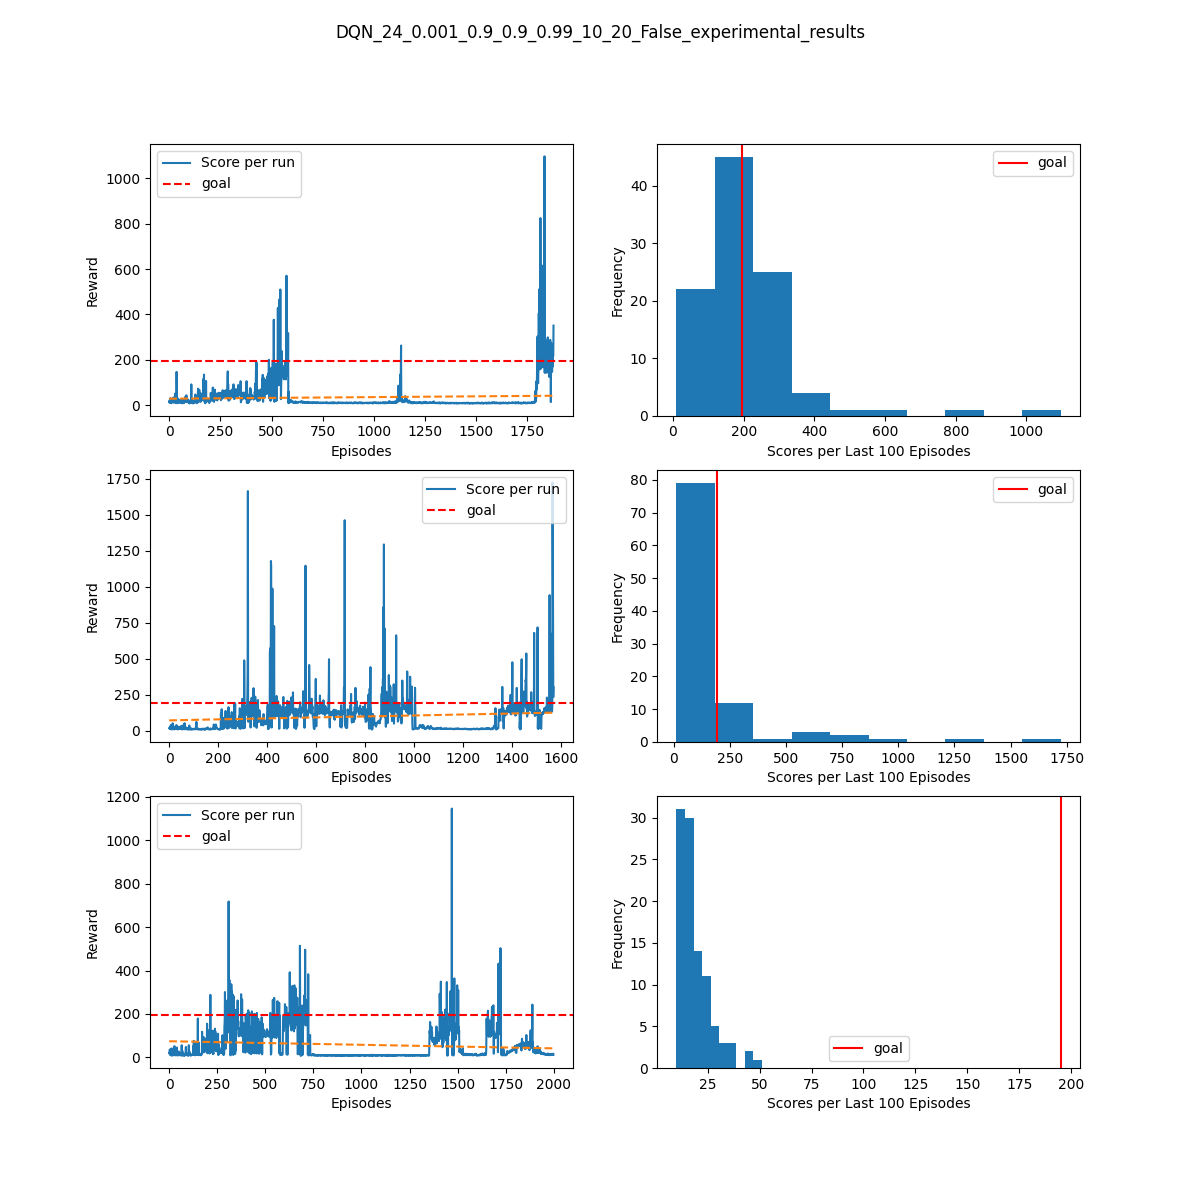 DQN_24_0.001_0.9_0.9_0.99_10_20_False_experimental_results
Score per run
goal
1000
800
600
400
200
0
Reward
0 250 500 750 1000 1250 1500 1750
Episodes
goal
40
30
20
10
0
Frequency
0 200 400 600 800 1000
Scores per Last 100 Episodes
Score per run
goal
1750
1500
1250
1000
750
500
250
0
Reward
0 200 400 600 800 1000 1200 1400 1600
Episodes
goal
80
70
60
50
40
30
20
10
0
Frequency
0 250 500 750 1000 1250 1500 1750
Scores per Last 100 Episodes
Score per run
goal
1200
1000
800
600
400
200
0
Reward
0 250 500 750 1000 1250 1500 1750 2000
Episodes
30
25
20
15
10
5
0
Frequency
goal
25 50 75 100 125 150 175 200
Scores per Last 100 Episodes